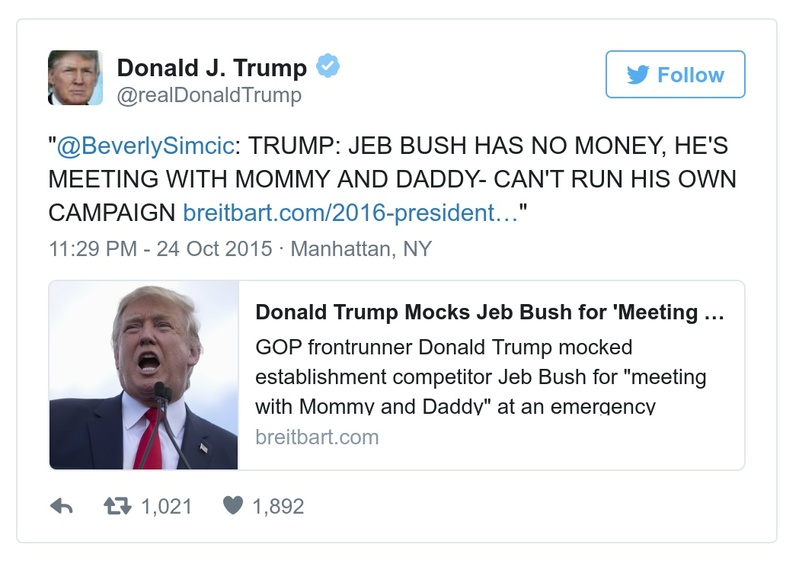 Donald J. Trump
@realDonaldTrump
Follow
"@BeverlySimcic: TRUMP: JEB BUSH HAS NO MONEY, HE'S
MEETING WITH MOMMY AND DADDY- CAN'T RUN HIS OWN
CAMPAIGN breitbart.com/2016-president…"
11:29 PM - 24 Oct 2015 · Manhattan, NY
Donald Trump Mocks Jeb Bush for 'Meeting …
GOP frontrunner Donald Trump mocked
establishment competitor Jeb Bush for "meeting
with Mommy and Daddy" at an emergency
breitbart.com
1,021 1,892